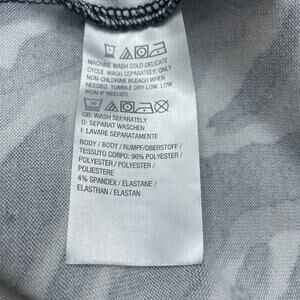 MACHINE WASH COLD DELICATE
CYCLE. WASH SEPARATELY. ONLY
NON-CHLORINE BLEACH WHEN
NEEDED. TUMBLE DRY LOW. LOW
IRON IF NEEDED.
GB: WASH SEPARATELY
D: SEPARAT WASCHEN
I: LAVARE SEPARATAMENTE
BODY / BODY / RUMPF/OBERSTOFF /
TESSUTO CORPO: 96% POLYESTER /
POLYESTER / POLYESTER /
POLIESTERE
4% SPANDEX / ELASTANE /
ELASTHAN / ELASTAN